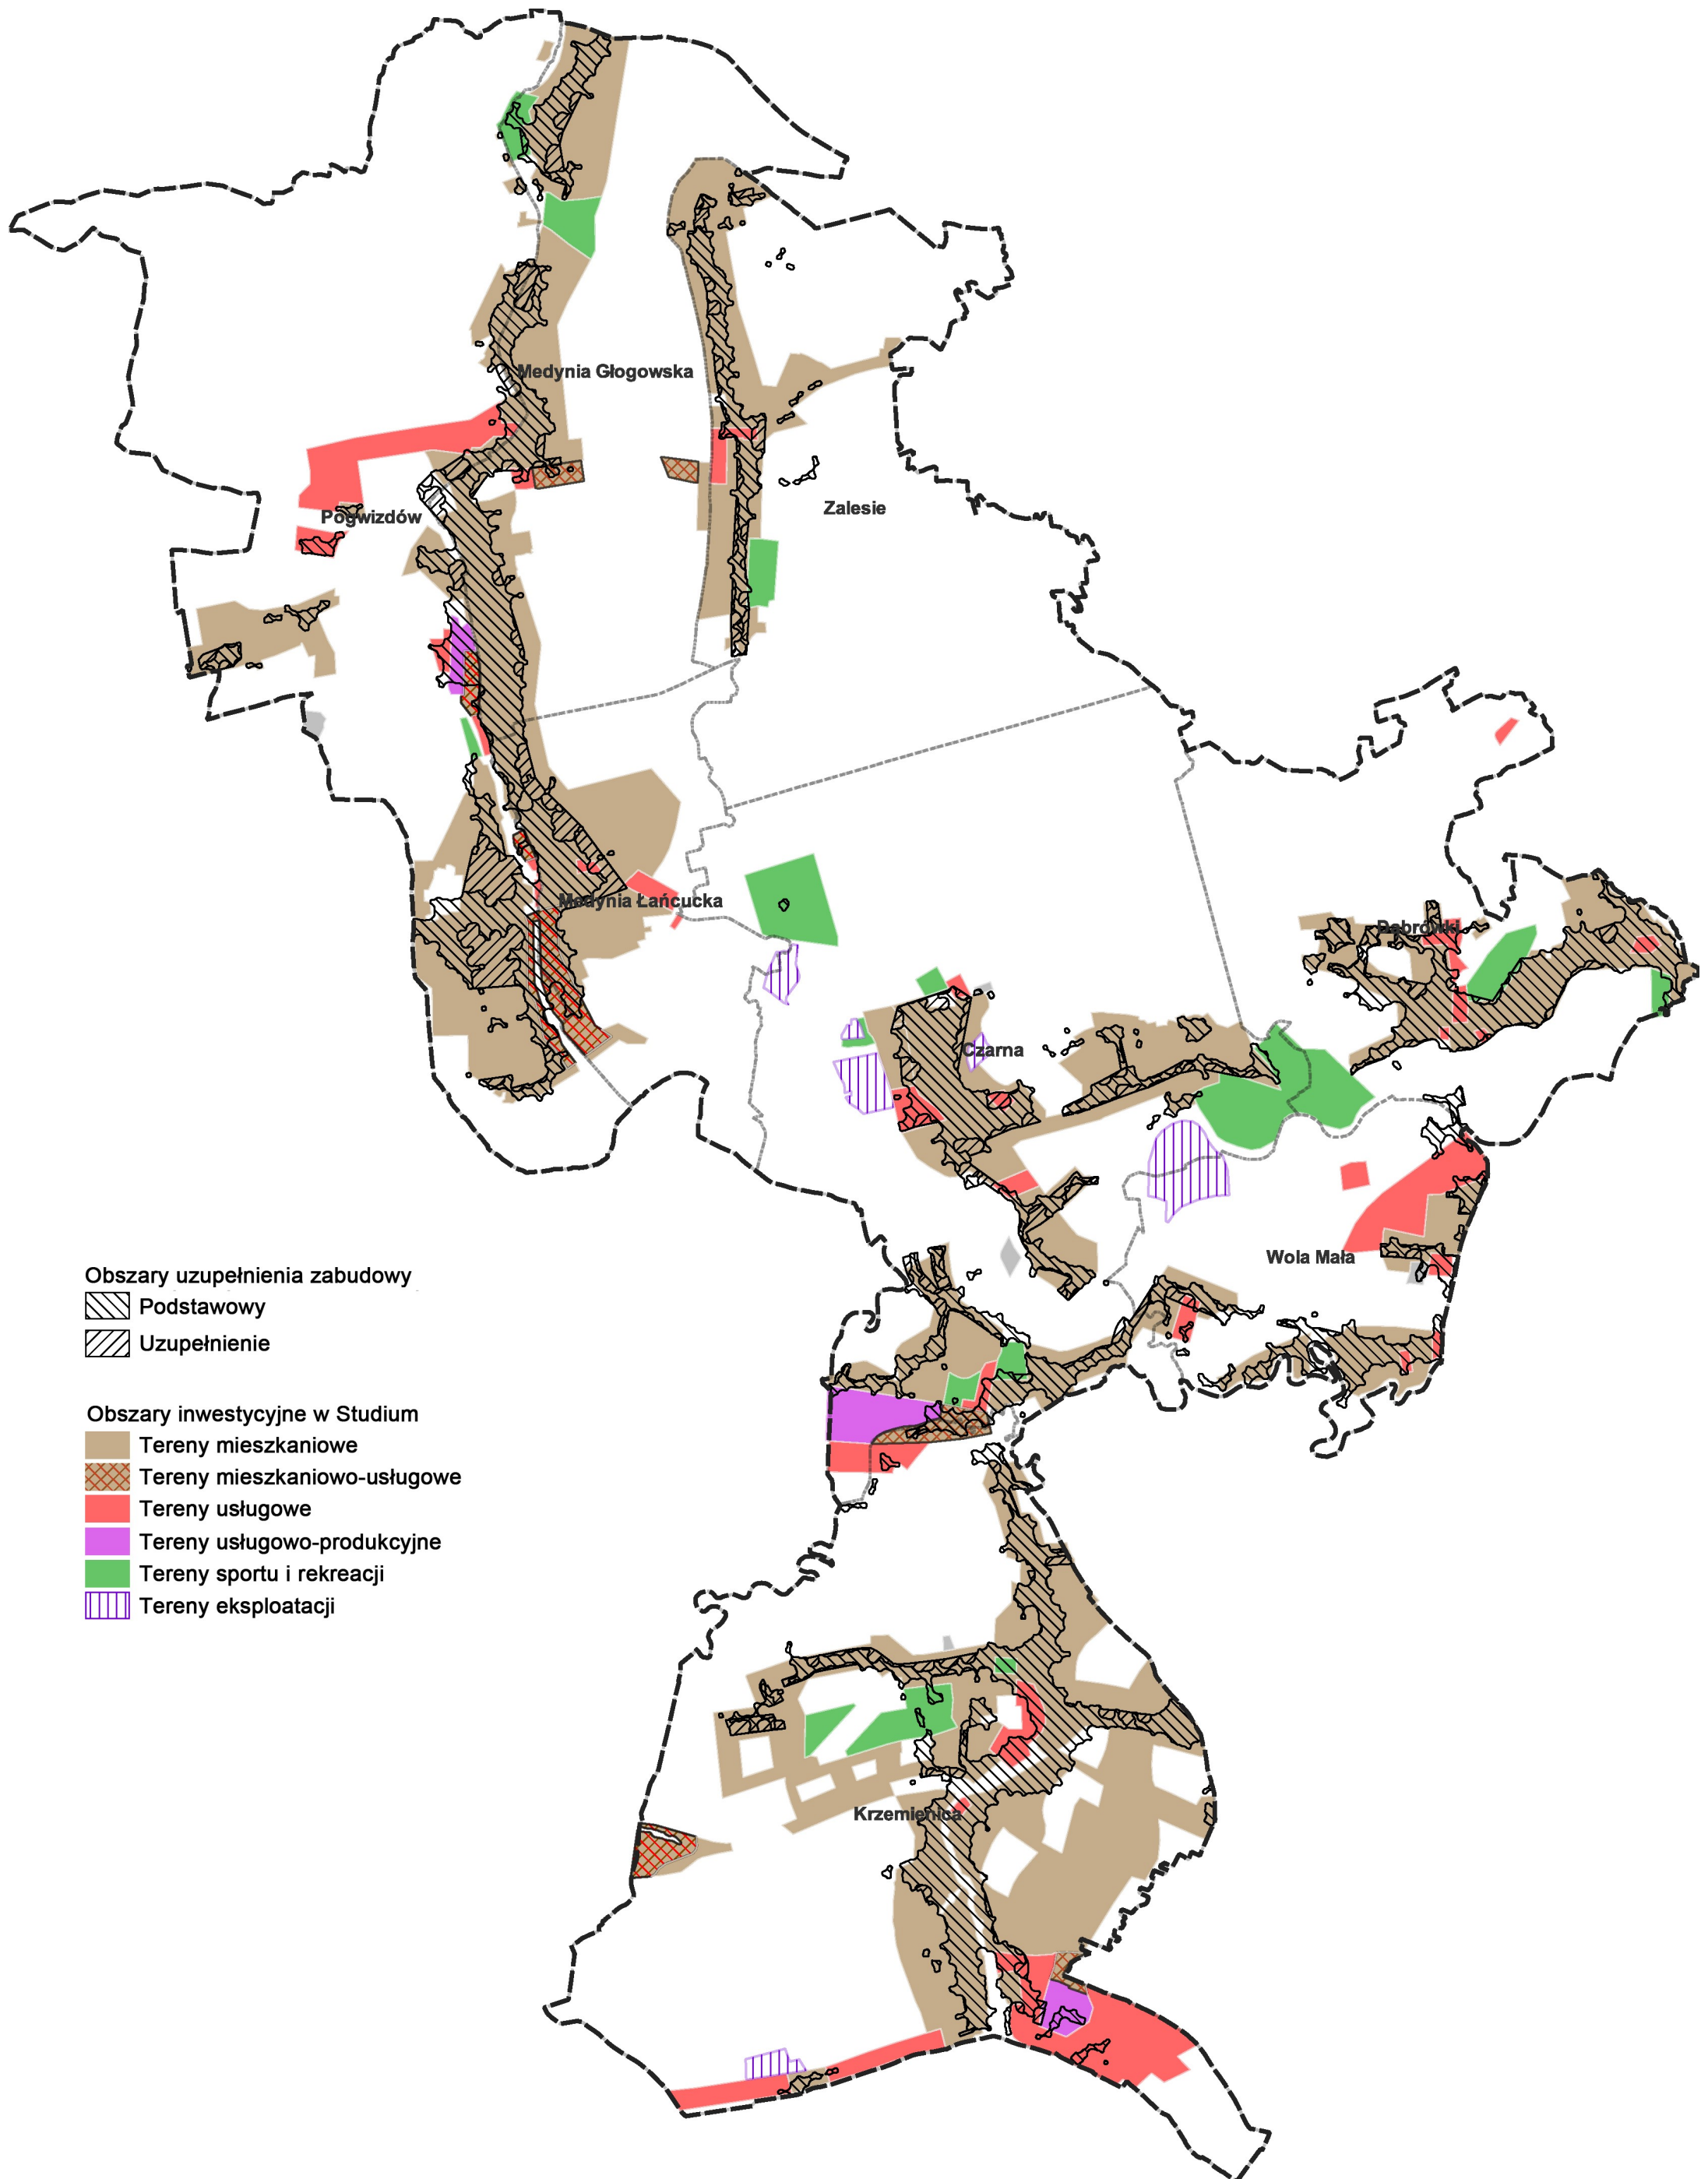 Medynia Głogowska
Zalesie
Pogwizdów
Medynia Łańcucka
Dąbrówki
Czarna
Wola Mała
Krzemienica
Obszary uzupełnienia zabudowy
Podstawowy
Uzupełnienie
Obszary inwestycyjne w Studium
Tereny mieszkaniowe
Tereny mieszkaniowo-usługowe
Tereny usługowe
Tereny usługowo-produkcyjne
Tereny sportu i rekreacji
Tereny eksploatacji